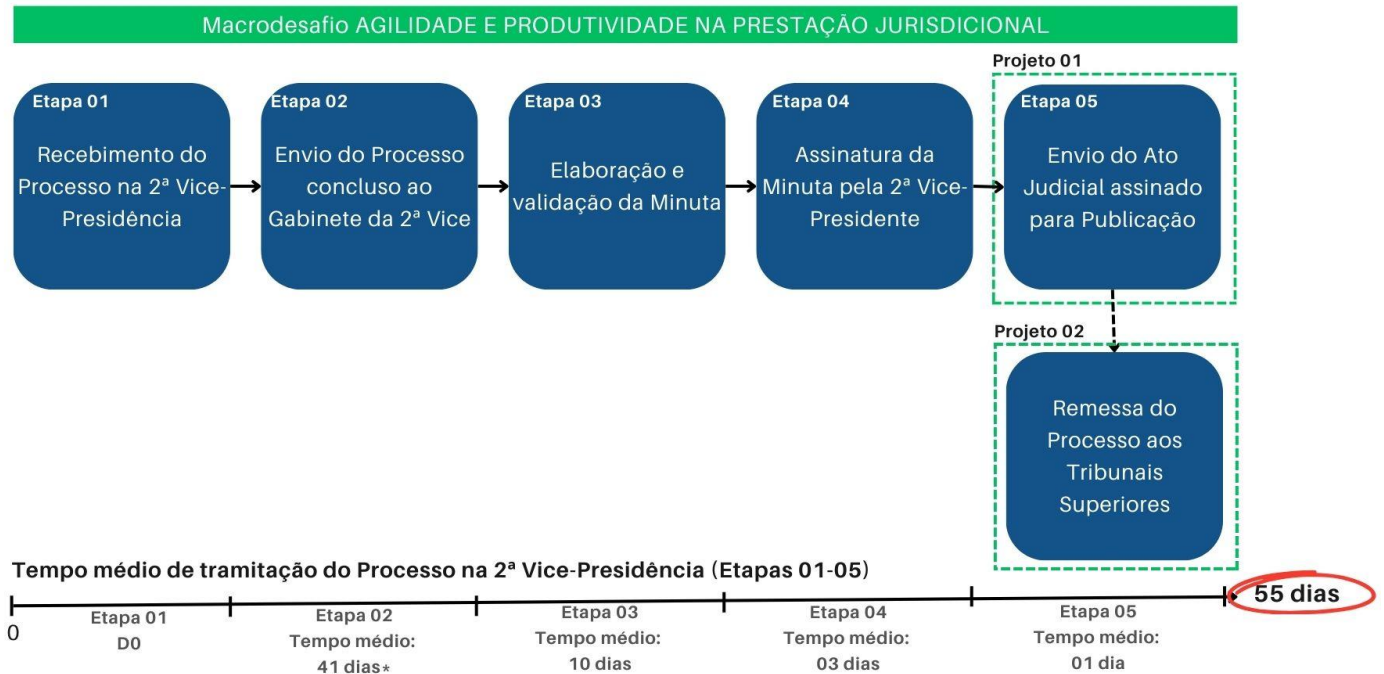 Macrodesafio AGILIDADE E PRODUTIVIDADE NA PRESTAÇÃO JURISDICIONAL
Etapa 01
Recebimento do
Processo na 2ª Vice-
Presidência
Etapa 02
Envio do Processo
concluso ao
Gabinete da 2ª Vice
Etapa 03
Elaboração e
validação da Minuta
Etapa 04
Assinatura da
Minuta pela 2ª Vice-
Presidente
Projeto 01
Etapa 05
Envio do Ato
Judicial assinado
para Publicação
Projeto 02
Remessa do
Processo aos
Tribunais
Superiores
Tempo médio de tramitação do Processo na 2ª Vice-Presidência (Etapas 01-05)
0
Etapa 01
D0
Etapa 02
Tempo médio:
41 dias*
Etapa 03
Tempo médio:
10 dias
Etapa 04
Tempo médio:
03 dias
Etapa 05
Tempo médio:
01 dia
55 dias